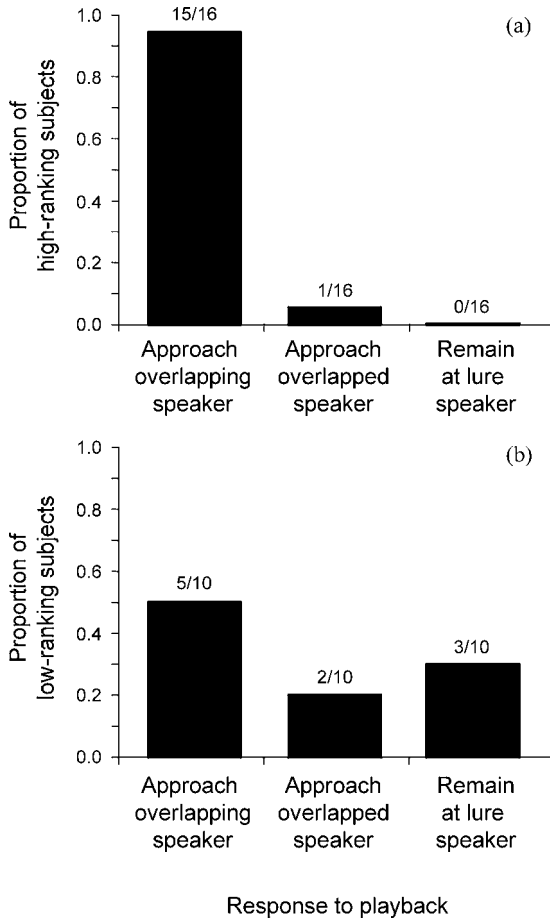 (a)
Proportion of
high-ranking subjects
1.0
0.8
0.6
0.4
0.2
0.0
15/16
1/16
0/16
Approach
overlapping
speaker
Approach
overlapped
speaker
Remain
at lure
speaker
(b)
Proportion of
low-ranking subjects
1.0
0.8
0.6
0.4
0.2
0.0
5/10
2/10
3/10
Approach
overlapping
speaker
Approach
overlapped
speaker
Remain
at lure
speaker
Response to playback